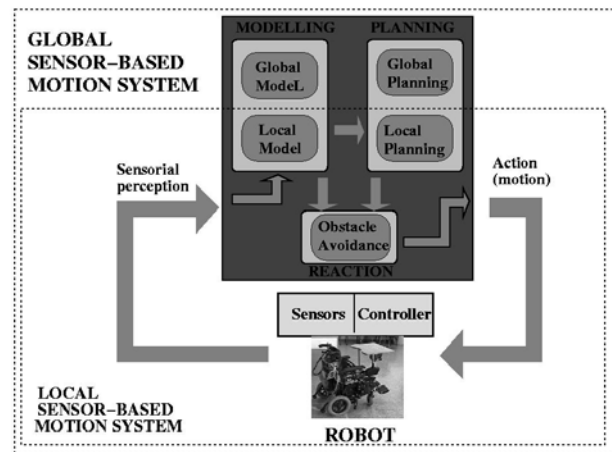 MODELLING
PLANNING
GLOBAL
SENSOR-BASED
MOTION SYSTEM
Global
ModeL
Global
Planning
Local
Model
Local
Planning
Sensorial
perception
Action
(motion)
Obstacle
Avoidance
REACTION
Sensors
Controller
LOCAL
SENSOR-BASED
MOTION SYSTEM
ROBOT